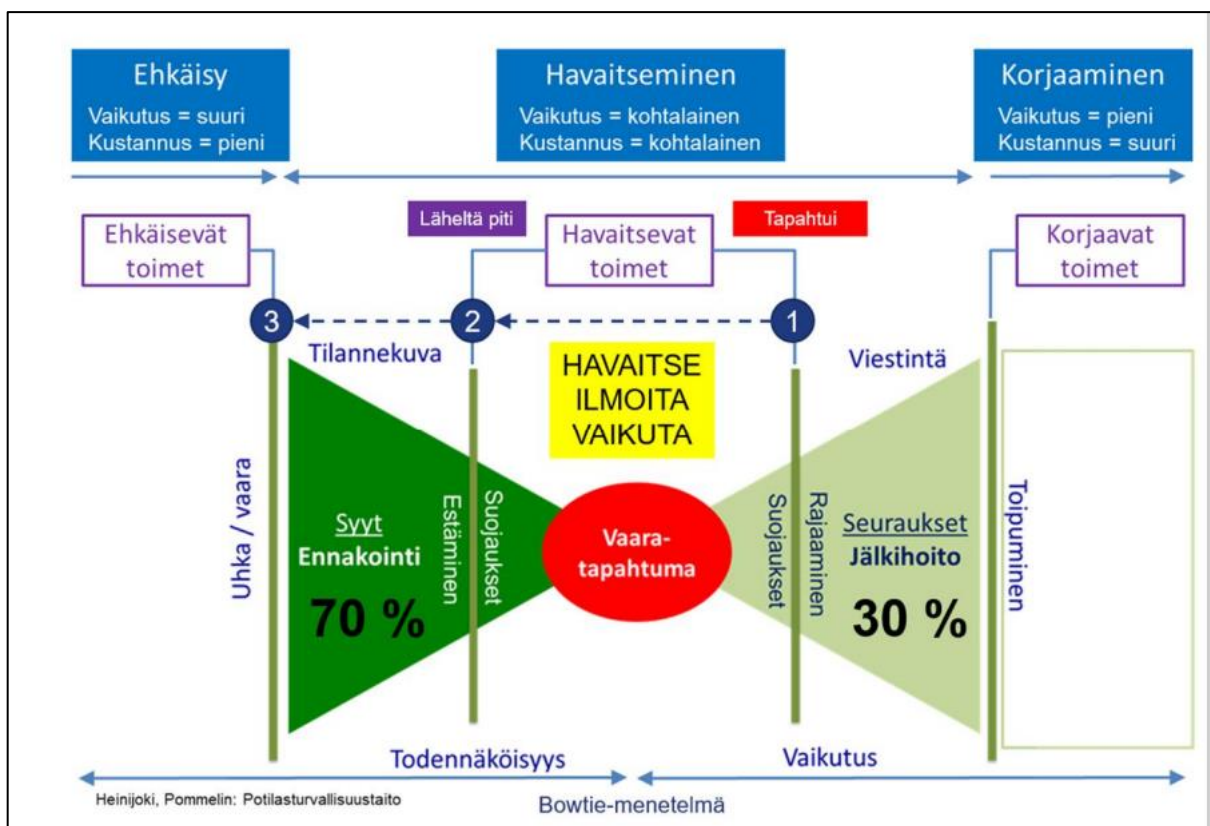 Ehkäisy
Vaikutus = suuri
Kustannus = pieni
Havaitseminen
Vaikutus = kohtalainen
Kustannus = kohtalainen
Korjaaminen
Vaikutus = pieni
Kustannus = suuri
Ehkäisevät
toimet
Läheltä piti
Havaitsevat
toimet
Tapahtui
Korjaavat
toimet
3
2
1
Tilannekuva
HAVAITSE
ILMOITA
VAIKUTA
Viestintä
Uhka / vaara
Syyt
Ennakointi
70 %
Estäminen
Suojaukset
Vaara-
tapahtuma
Suojaukset
Rajaaminen
Seuraukset
Jälkihoito
30 %
Toipuminen
Todennäköisyys
Vaikutus
Heinijoki, Pommelin: Potilasturvallisuustaito
Bowtie-menetelmä